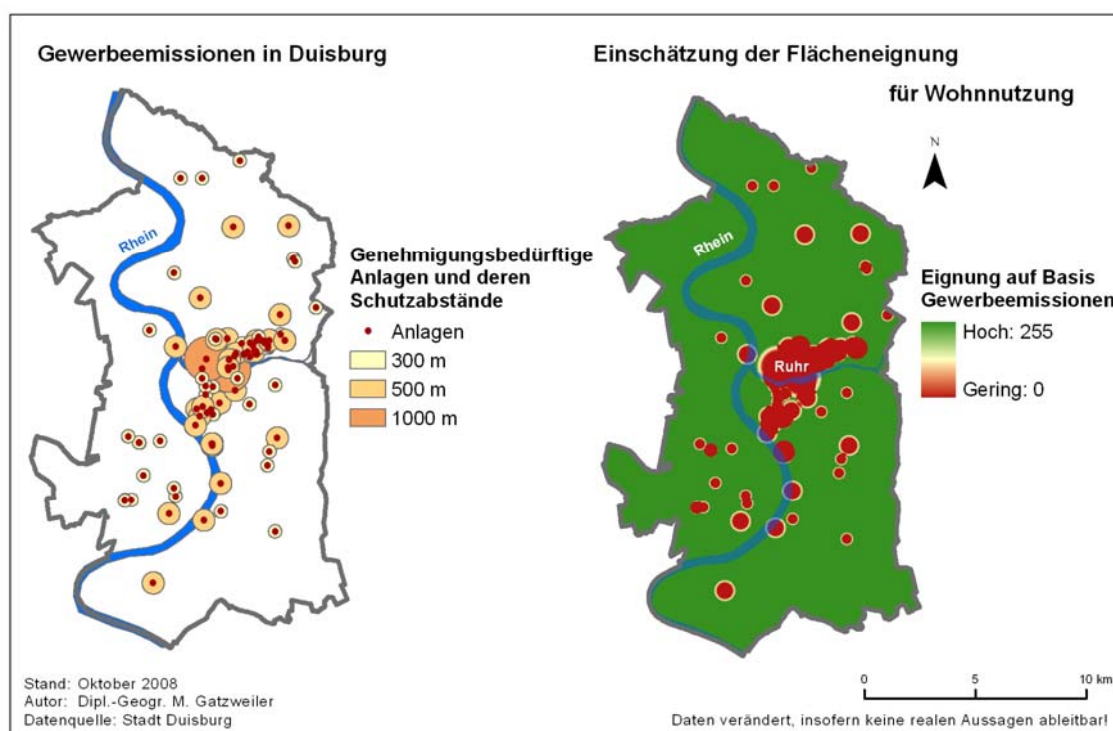 Gewerbeemissionen in Duisburg
Rhein
Genehmigungsbedürftige
Anlagen und deren
Schutzabstände
Anlagen
300 m
500 m
1000 m
Stand: Oktober 2008
Autor: Dipl.-Geogr. M. Gatzweiler
Datenquelle: Stadt Duisburg
Einschätzung der Flächeneignung
für Wohnnutzung
N
Rhein
Ruhr
Eignung auf Basis
Gewerbeemissionen
Hoch: 255
Gering: 0
0 5 10 km
Daten verändert, insofern keine realen Aussagen ableitbar!